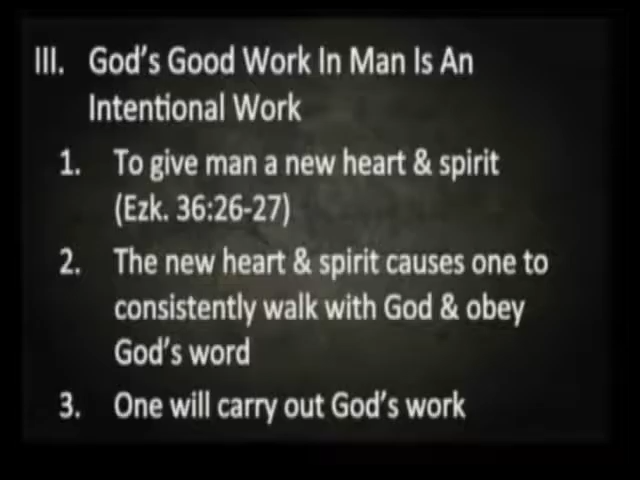 III. God's Good Work In Man Is An
Intentional Work
1. To give man a new heart & spirit
(Ezk. 36:26-27)
2. The new heart & spirit causes one to
consistently walk with God & obey
God's word
3. One will carry out God's work